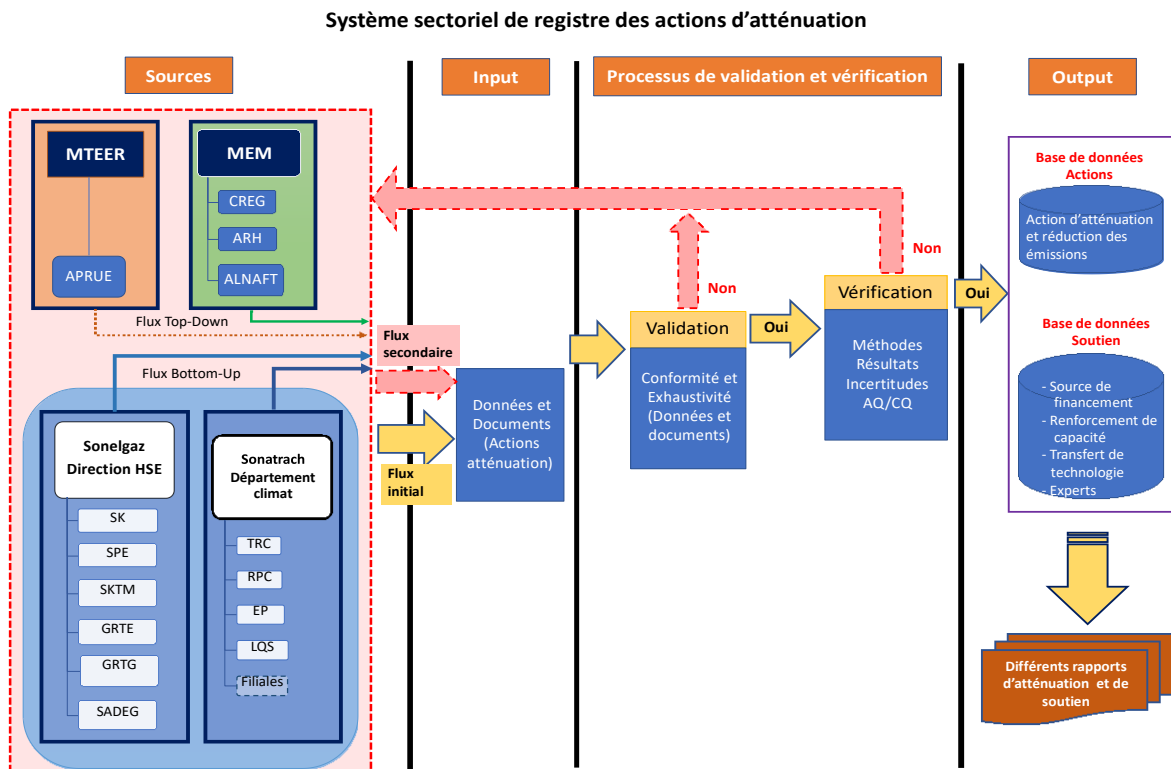 Système sectoriel de registre des actions d’atténuation
Sources
Input
Processus de validation et vérification
Output
MTEER
APRUE
MEM
CREG
ARH
ALNAFT
Flux Top-Down
Flux Bottom-Up
Sonelgaz
Direction HSE
SK
SPE
SKTM
GRTE
GRTG
SADEG
Sonatrach
Département
climat
TRC
RPC
EP
LQS
Filiales
Flux
secondaire
Flux
initial
Données et
Documents
(Actions
atténuation)
Validation
Conformité et
Exhaustivité
(Données et
documents)
Non
Oui
Vérification
Méthodes
Résultats
Incertitudes
AQ/CQ
Non
Oui
Base de données
Actions
Action d’atténuation
et réduction des
émissions
Base de données
Soutien
- Source de
financement
- Renforcement de
capacité
- Transfert de
technologie
- Experts
Différents rapports
d’atténuation et de
soutien